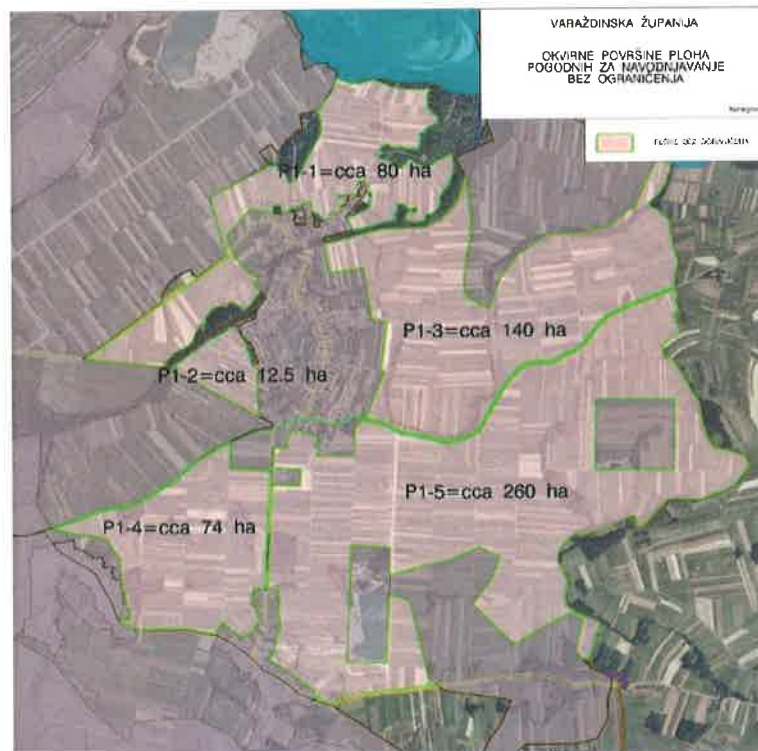 VARAŽDINSKA ŽUPANIJA
OKVIRNE POVRŠINE PLOHA
POGODNIH ZA NAVODNJAVANJE
BEZ OGRANIČENJA
P1-1=cca 80 ha
P1-3=cca 140 ha
P1-2=cca 12.5 ha
P1-5=cca 260 ha
P1-4=cca 74 ha